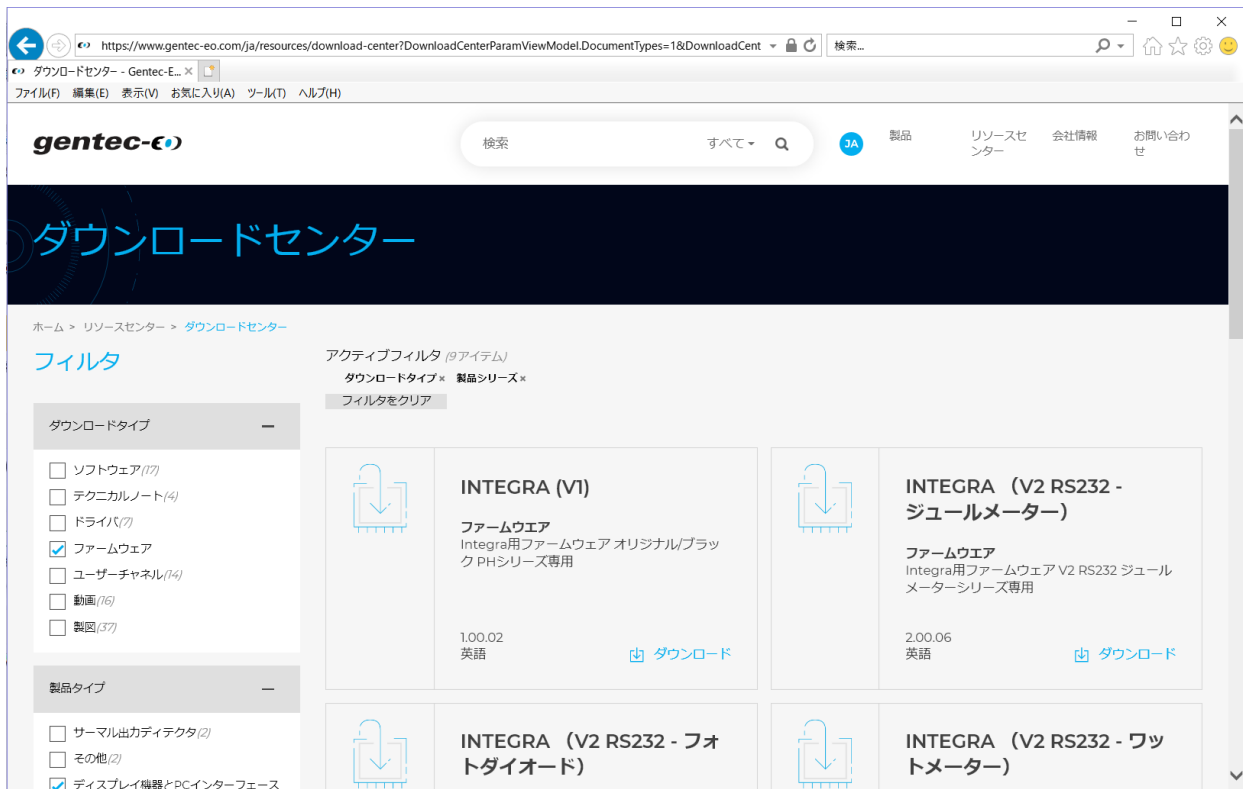 https://www.gentec-eo.com/ja/resources/download-center?DownloadCenterParamViewModel.DocumentTypes=1&DownloadCent
検索...
ダウンロードセンター - Gentec-E...
ファイル(F) 編集(E) 表示(V) お気に入り(A) ツール(T) ヘルプ(H)
gentec-eo
検索
すべて
JA
製品
リソースセ
ンター
会社情報
お問い合わ
せ
ダウンロードセンター
ホーム > リソースセンター > ダウンロードセンター
フィルタ
アクティブフィルタ (9アイテム)
ダウンロードタイプ× 製品シリーズ×
フィルタをクリア
ダウンロードタイプ
ソフトウェア(17)
テクニカルノート(4)
ドライバ(7)
ファームウェア
ユーザーチャネル(14)
動画(16)
製図(37)
製品タイプ
サーマル出力ディテクタ(2)
その他(2)
ディスプレイ機器とPCインターフェース
INTEGRA (V1)
ファームウエア
Integra用ファームウェア オリジナル/ブラッ
ク PHシリーズ専用
1.00.02
英語
ダウンロード
INTEGRA （V2 RS232 -
ジュールメーター）
ファームウエア
Integra用ファームウェア V2 RS232 ジュール
メーターシリーズ専用
2.00.06
英語
ダウンロード
INTEGRA （V2 RS232 - フォ
トダイオード）
INTEGRA （V2 RS232 - ワッ
トメーター）